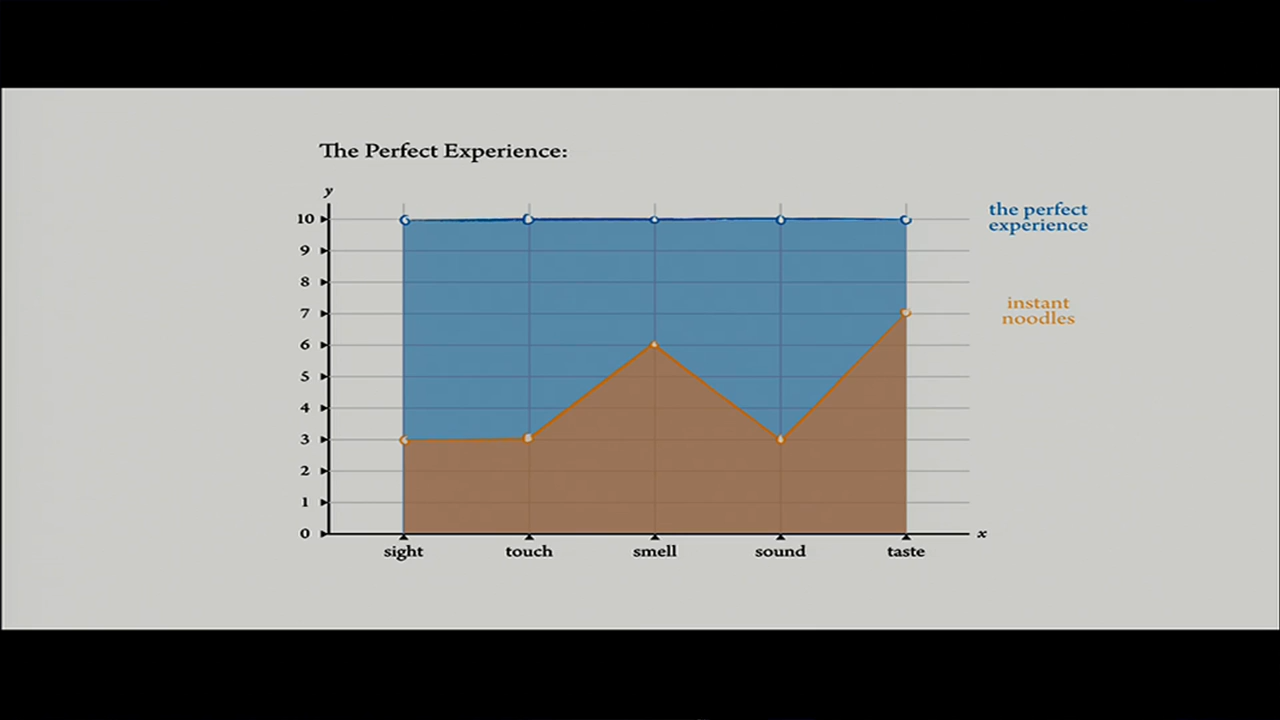 The Perfect Experience:
y
10
9
8
7
6
5
4
3
2
1
0
sight touch smell sound taste
x
the perfect
experience
instant
noodles